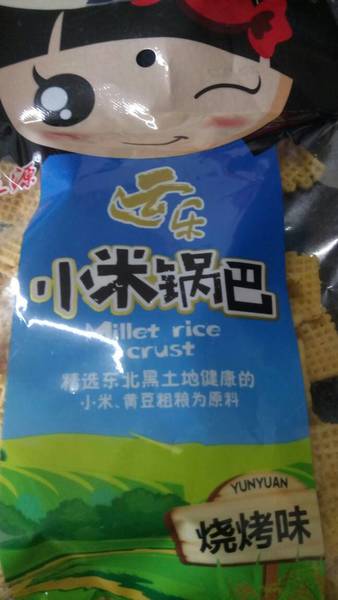 源
云乐
小米锅巴
Millet rice
crust
精选东北黑土地健康的
小米、黄豆粗粮为原料
YUNYUAN
烧烤味